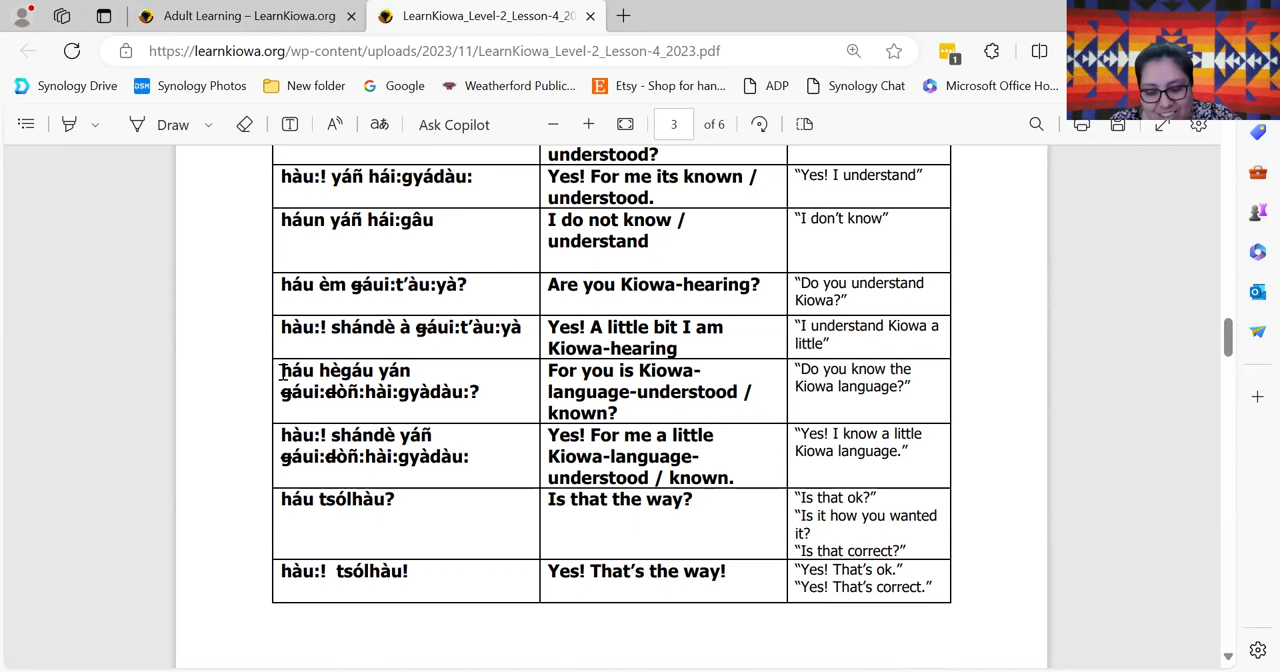 Adult Learning – LearnKiowa.org
LearnKiowa_Level-2_Lesson-4_20
https://learnkiowa.org/wp-content/uploads/2023/11/LearnKiowa_Level-2_Lesson-4_2023.pdf
1
Synology Drive
DSM Synology Photos
New folder
Google
Weatherford Public...
E Etsy - Shop for han...
ADP
Synology Chat
Microsoft Office Ho...
Draw
Ask Copilot
3 of 6
understood?
hàu:! yáñ hái:gyádàu:
Yes! For me its known /
understood.
“Yes! I understand”
háun yáñ hái:gâu
I do not know /
understand
“I don’t know”
háu èm g̶áui:t’àu:yà?
Are you Kiowa-hearing?
“Do you understand
Kiowa?”
hàu:! shándè à g̶áui:t’àu:yà
Yes! A little bit I am
Kiowa-hearing
“I understand Kiowa a
little”
háu hègáu yán
g̶áui:d̶òñ:hài:gyàdàu:?
For you is Kiowa-
language-understood /
known?
“Do you know the
Kiowa language?”
hàu:! shándè yáñ
g̶áui:d̶òñ:hài:gyàdàu:
Yes! For me a little
Kiowa-language-
understood / known.
“Yes! I know a little
Kiowa language.”
háu tsólhàu?
Is that the way?
“Is that ok?”
“Is it how you wanted
it?
“Is that correct?”
hàu:! tsólhàu!
Yes! That’s the way!
“Yes! That’s ok.”
“Yes! That’s correct.”